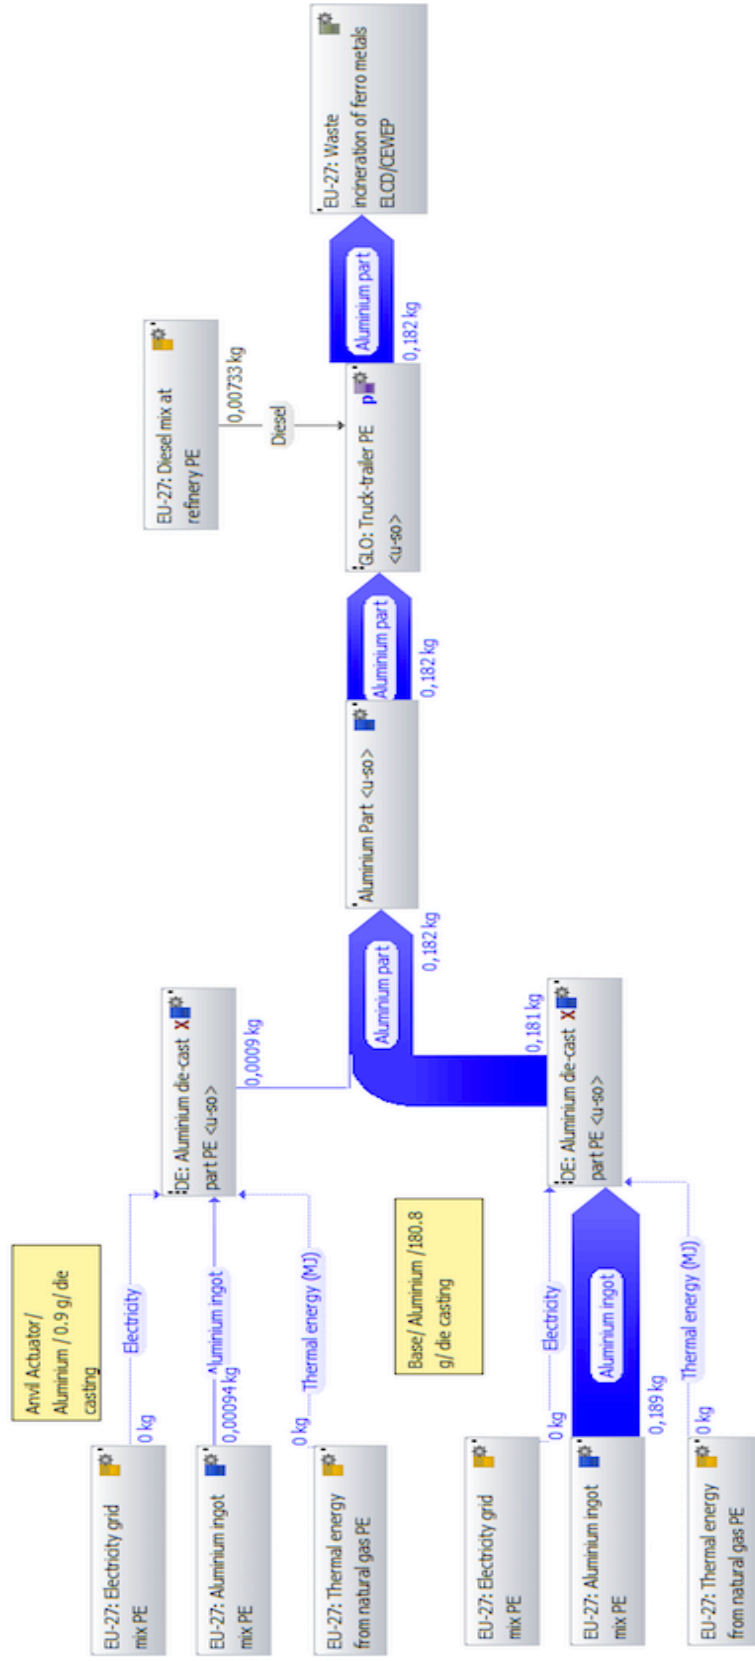 Anvil Actuator/
Aluminium / 0.9 g/ die
casting
EU-27: Electricity grid
mix PE
0 kg
Electricity
EU-27: Aluminium ingot
mix PE
0,00094 kg
Aluminium ingot
EU-27: Thermal energy
from natural gas PE
0 kg
Thermal energy (MJ)
DE: Aluminium die-cast X
part PE <u-so>
0,0009 kg
Base/ Aluminium /180.8
g/ die casting
EU-27: Electricity grid
mix PE
0 kg
Electricity
EU-27: Aluminium ingot
mix PE
0,189 kg
Aluminium ingot
EU-27: Thermal energy
from natural gas PE
0 kg
Thermal energy (MJ)
DE: Aluminium die-cast X
part PE <u-so>
0,181 kg
Aluminium part
0,182 kg
Aluminium Part <u-so>
Aluminium part
0,182 kg
EU-27: Diesel mix at
refinery PE
0,00733 kg
Diesel
GLO: Truck-trailer PE p
<u-so>
Aluminium part
0,182 kg
EU-27: Waste
incineration of ferro metals
ELCD/CEWEP